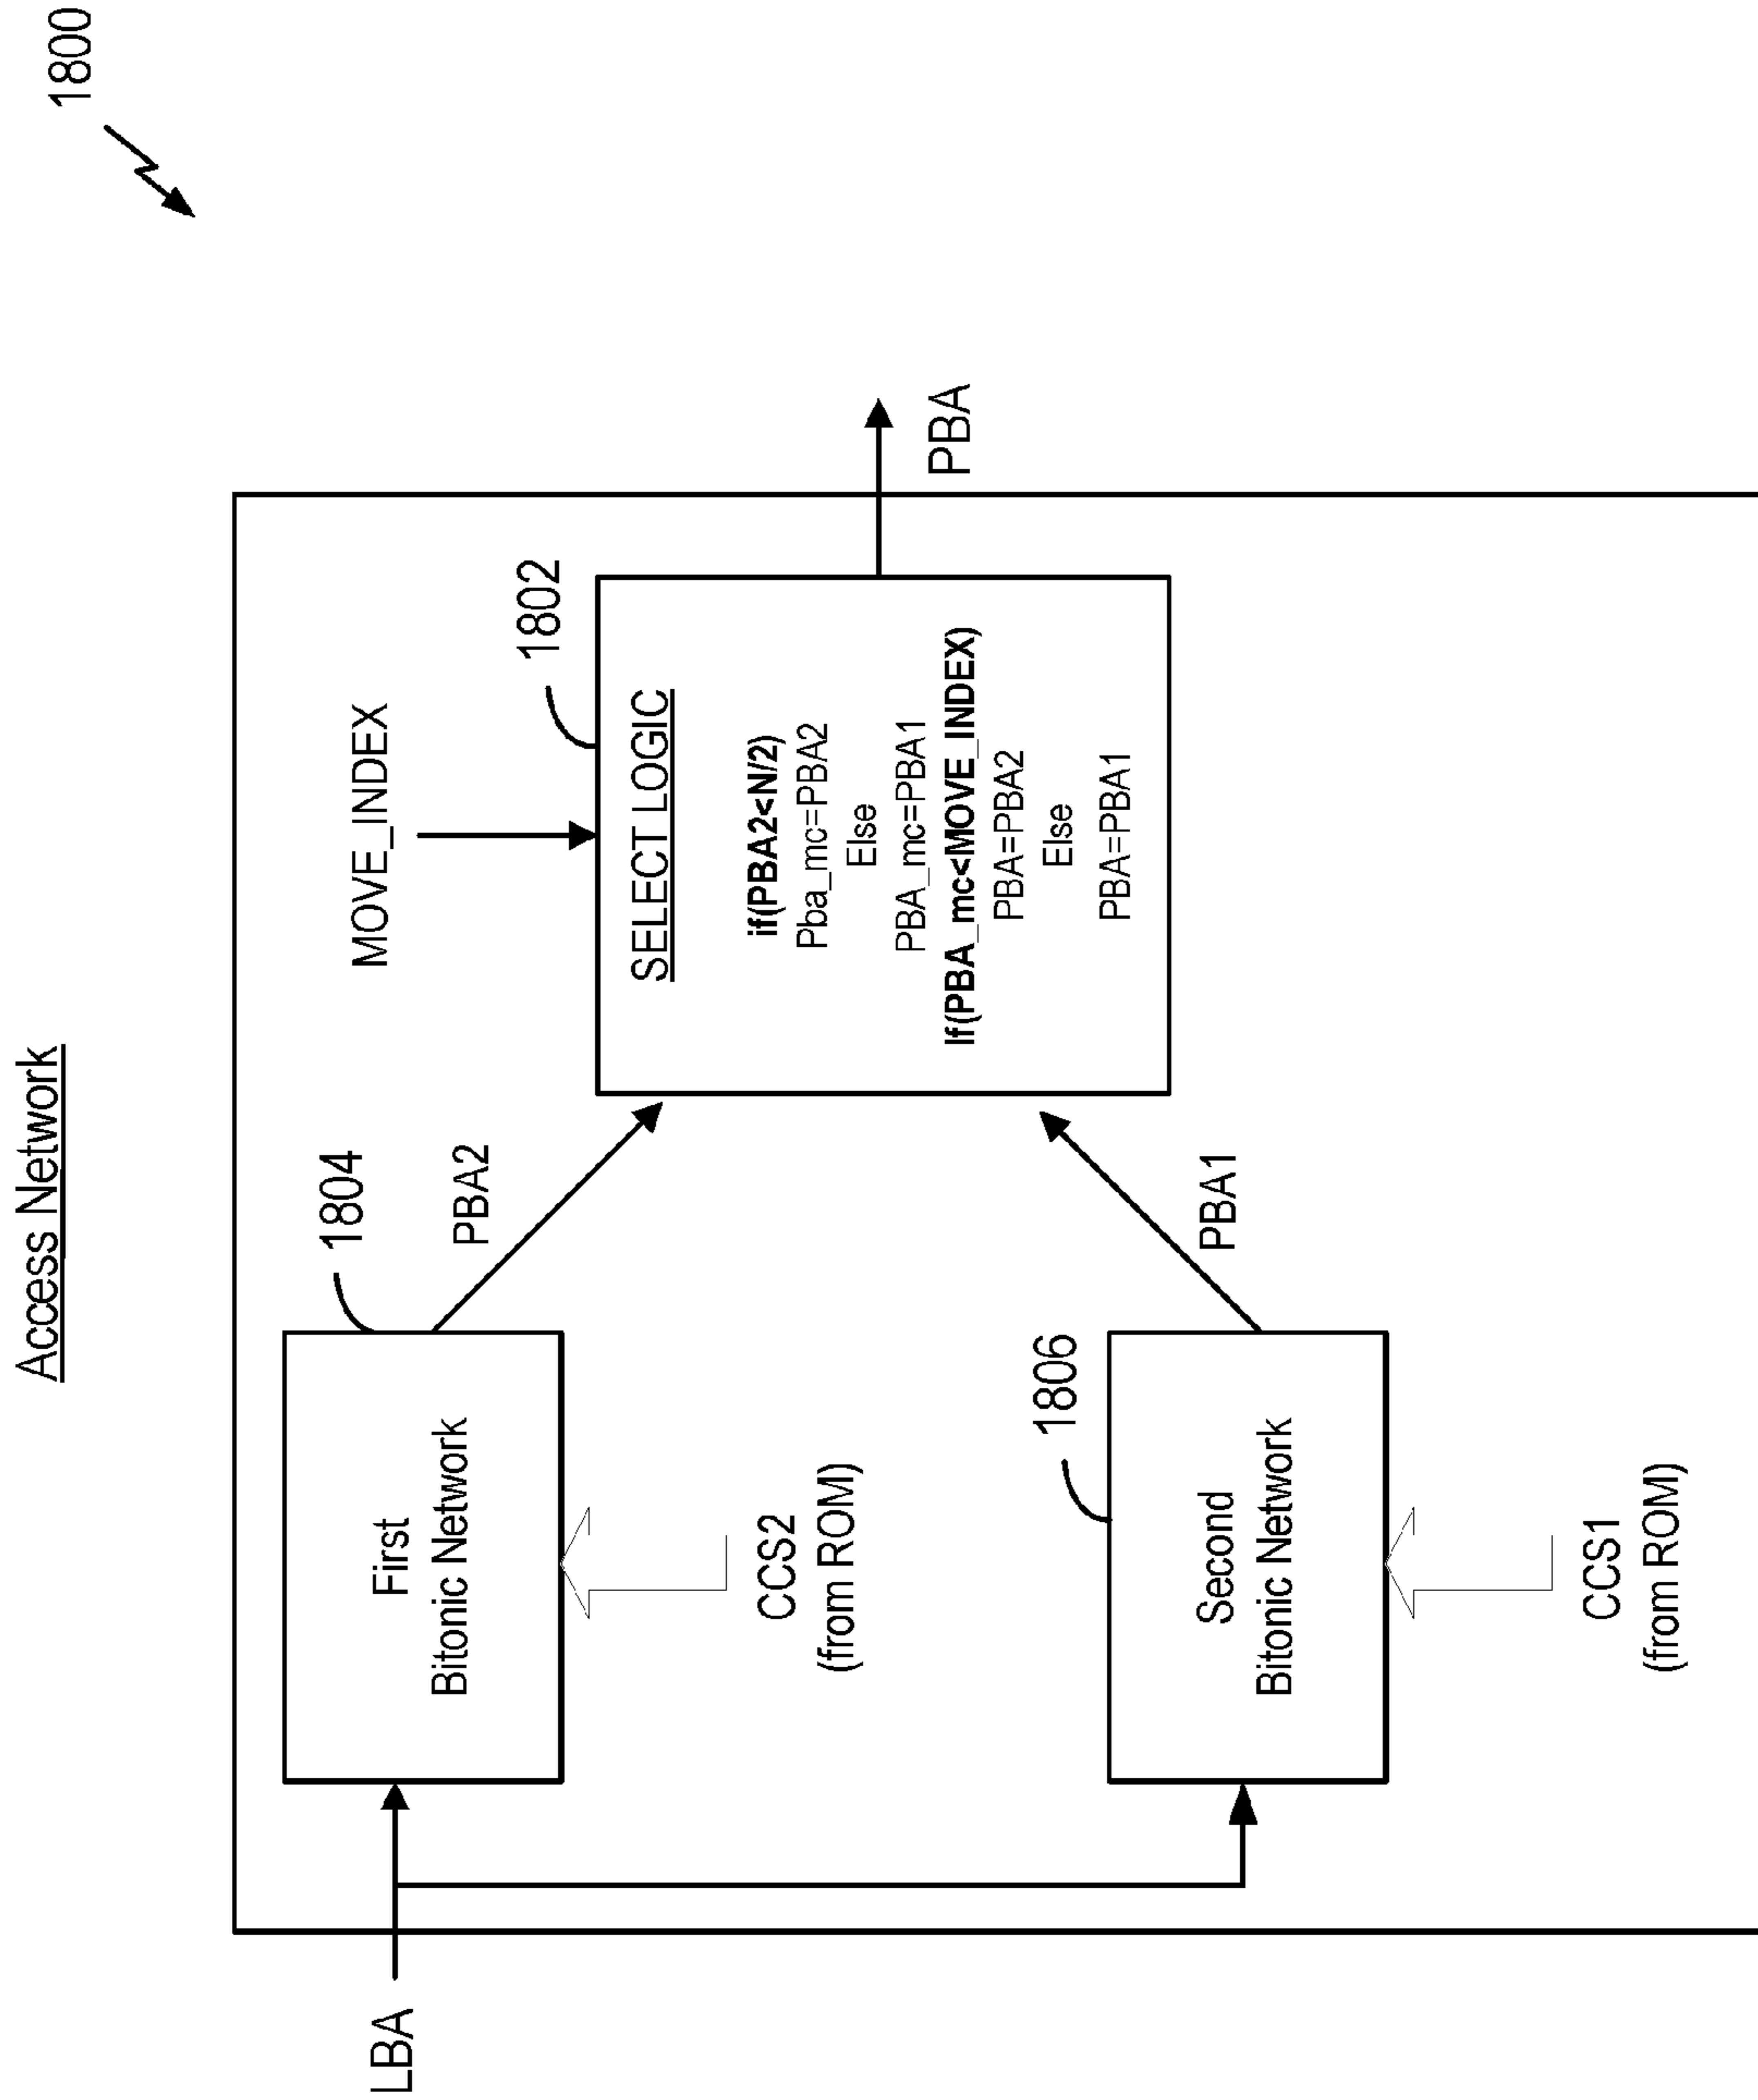 Access Network
1800
LBA
First
Bitonic Network
1804
CCS2
(from ROM)
PBA2
Second
Bitonic Network
1806
CCS1
(from ROM)
PBA1
MOVE_INDEX
1802
SELECT LOGIC
if(PBA2<N/2)
Pba_mc=PBA2
Else
PBA_mc=PBA1
If(PBA_mc<MOVE_INDEX)
PBA=PBA2
Else
PBA=PBA1
PBA